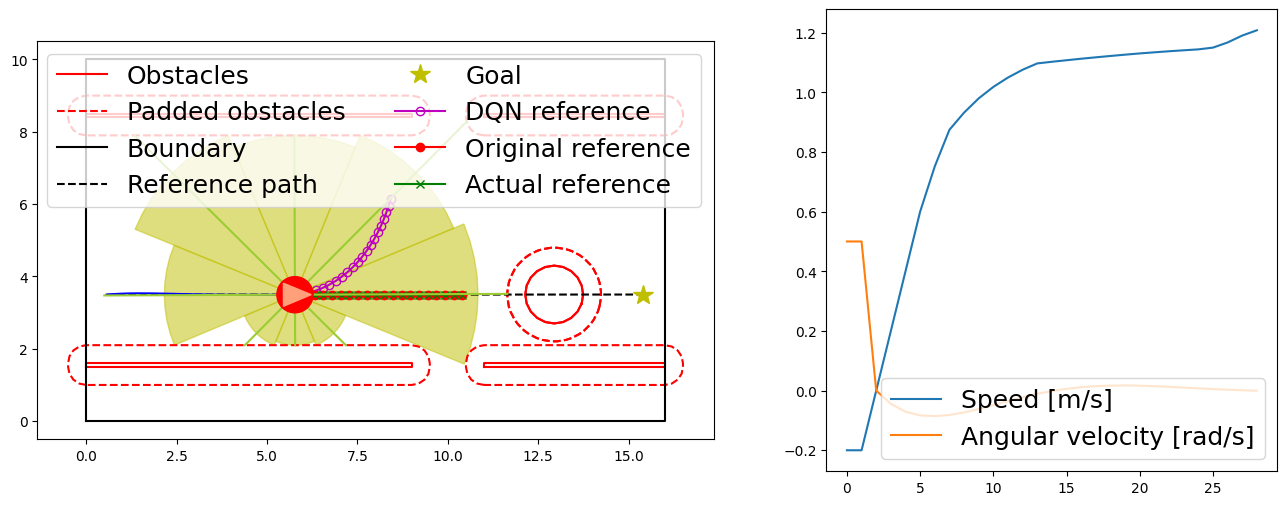 Obstacles
Padded obstacles
Boundary
Reference path
Goal
DQN reference
Original reference
Actual reference
10
8
6
4
2
0
0.0 2.5 5.0 7.5 10.0 12.5 15.0
1.2
1.0
0.8
0.6
0.4
0.2
0.0
−0.2
Speed [m/s]
Angular velocity [rad/s]
0 5 10 15 20 25